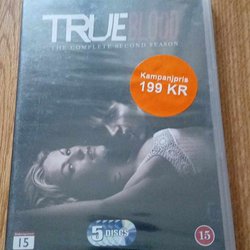 TRUE BLOOD
THE COMPLETE SECOND SEASON
Kampanjpris
199 KR
5 DISCS
15
15